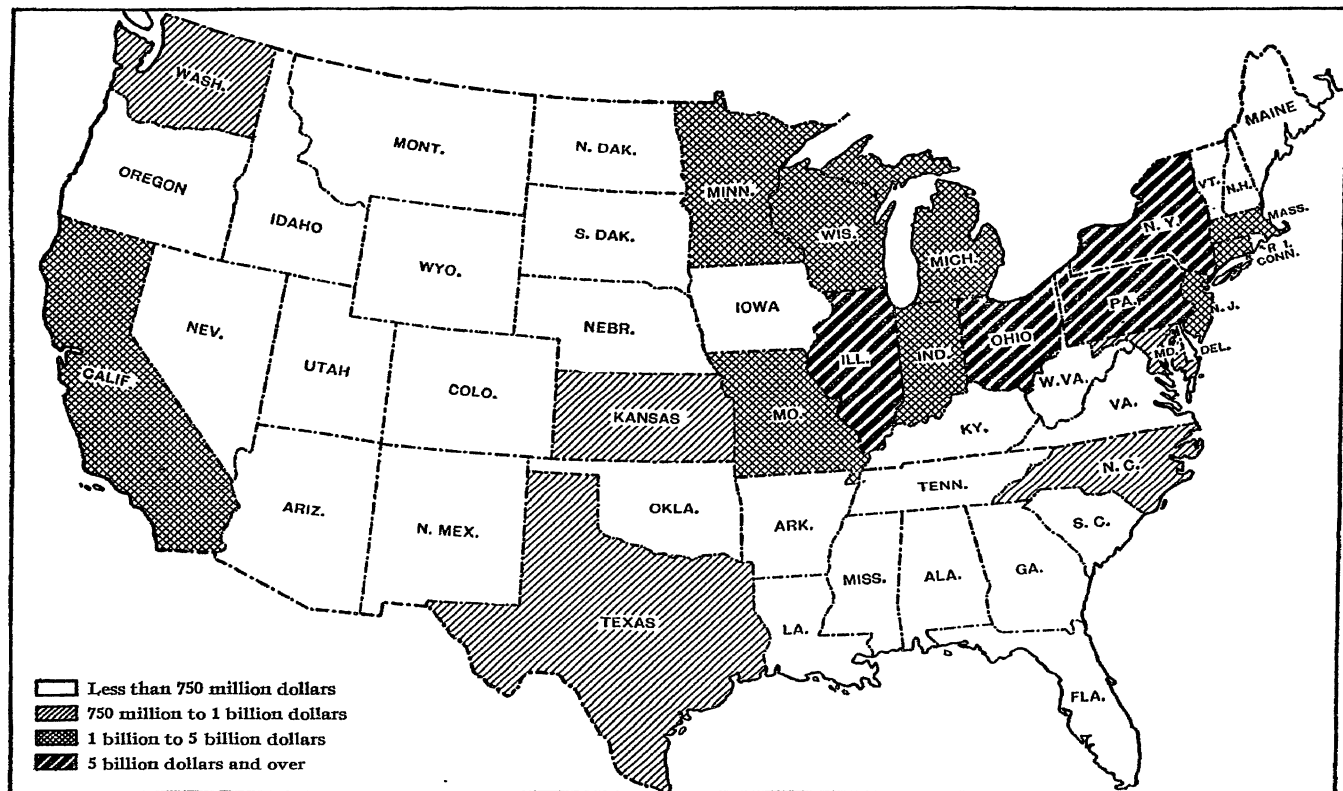 WASH.
MONT.
N. DAK.
MINN.
MAINE
OREGON
IDAHO
VT.
N.H.
S. DAK.
WIS.
N. Y.
MASS.
WYO.
MICH.
R I.
CONN.
NEV.
NEBR.
IOWA
PA.
N. J.
UTAH
CALIF
COLO.
ILL.
IND.
OHIO
MD.
DEL.
W.VA.
KANSAS
MO.
KY.
VA.
ARIZ.
N. MEX.
OKLA.
ARK.
TENN.
N. C.
S. C.
TEXAS
LA.
MISS.
ALA.
GA.
FLA.
Less than 750 million dollars
750 million to 1 billion dollars
1 billion to 5 billion dollars
5 billion dollars and over